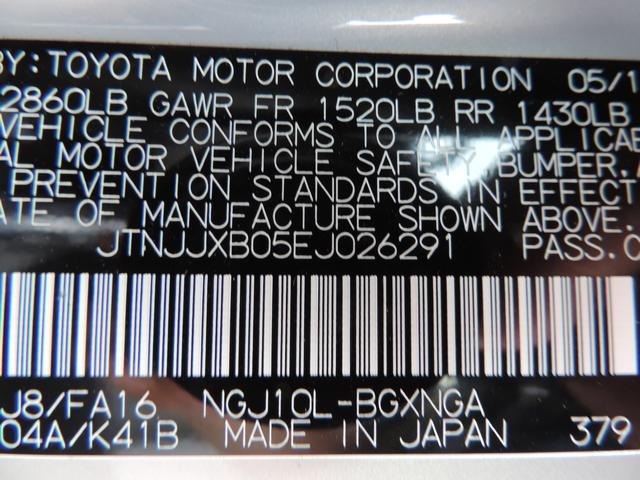 BY: TOYOTA MOTOR CORPORATION 05/1
2860LB GAWR FR 1520LB RR 1430LB
VEHICLE CONFORMS TO ALL APPLICAB
AL MOTOR VEHICLE SAFETY, BUMPER, A
PREVENTION STANDARDS IN EFFECT
ATE OF MANUFACTURE SHOWN ABOVE.
JTNJJXB05EJ026291 PASS.C
J8/FA16 NGJ10L-BGXNGA
04A/K41B MADE IN JAPAN 379